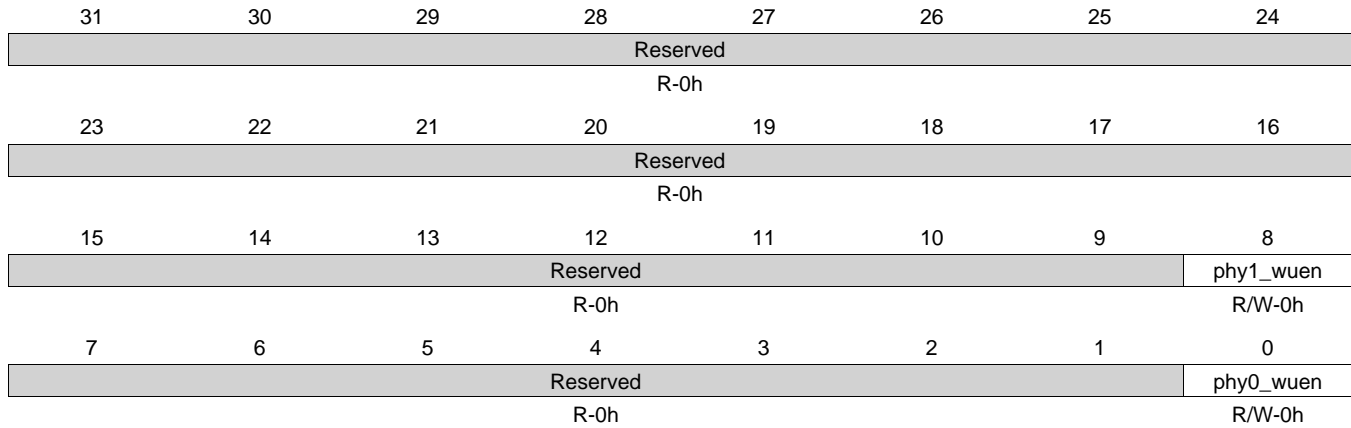 31 30 29 28 27 26 25 24
Reserved
R-0h
23 22 21 20 19 18 17 16
Reserved
R-0h
15 14 13 12 11 10 9 8
Reserved phy1_wuen
R-0h R/W-0h
7 6 5 4 3 2 1 0
Reserved phy0_wuen
R-0h R/W-0h